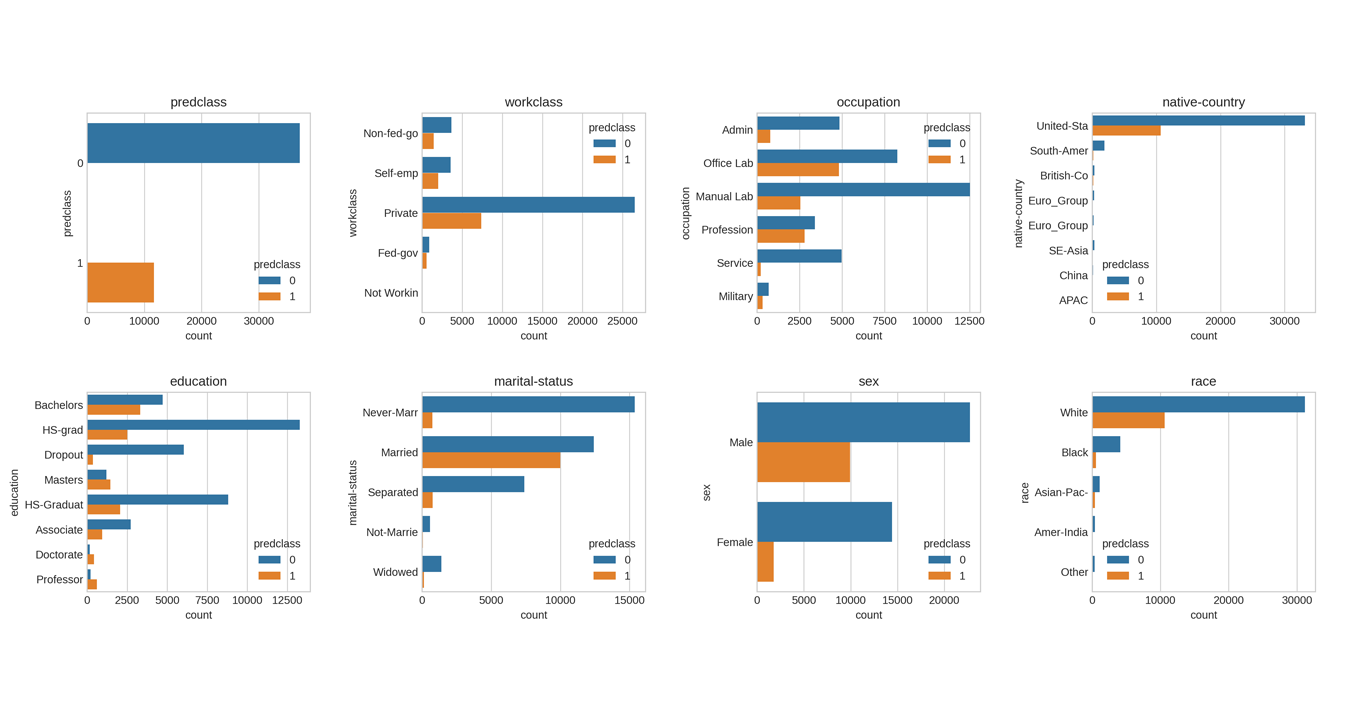 predclass
predclass
0
1
predclass
0
1
0 10000 20000 30000
count
workclass
workclass
Non-fed-go
Self-emp
Private
Fed-gov
Not Workin
predclass
0
1
0 5000 10000 15000 20000 25000
count
occupation
occupation
Admin
Office Lab
Manual Lab
Profession
Service
Military
predclass
0
1
0 2500 5000 7500 10000 12500
count
native-country
native-country
United-Sta
South-Amer
British-Co
Euro_Group
Euro_Group
SE-Asia
China
APAC
predclass
0
1
0 10000 20000 30000
count
education
education
Bachelors
HS-grad
Dropout
Masters
HS-Graduat
Associate
Doctorate
Professor
predclass
0
1
0 2500 5000 7500 10000 12500
count
marital-status
marital-status
Never-Marr
Married
Separated
Not-Marrie
Widowed
predclass
0
1
0 5000 10000 15000
count
sex
sex
Male
Female
predclass
0
1
0 5000 10000 15000 20000
count
race
race
White
Black
Asian-Pac-
Amer-India
Other
predclass
0
1
0 10000 20000 30000
count